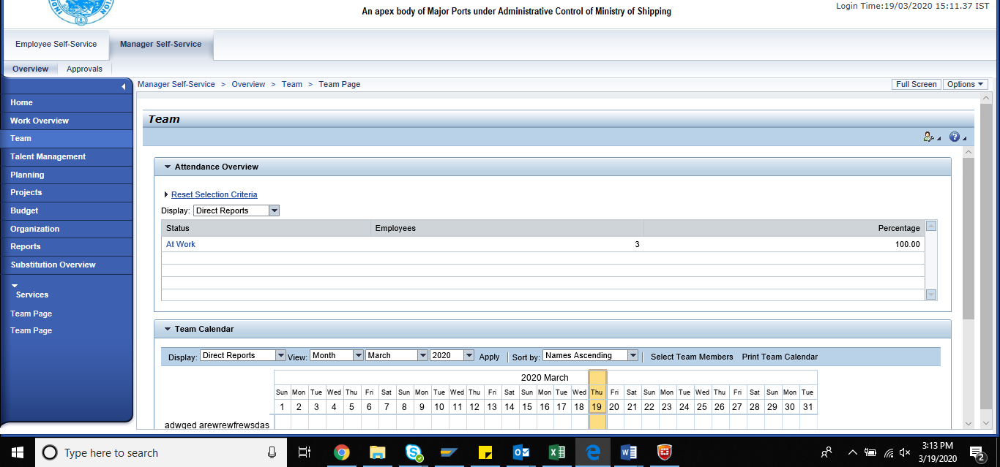 An apex body of Major Ports under Administrative Control of Ministry of Shipping
Login Time:19/03/2020 15:11.37 IST
Employee Self-Service Manager Self-Service
Overview Approvals
Manager Self-Service > Overview > Team > Team Page
Full Screen Options
Home
Work Overview
Team
Talent Management
Planning
Projects
Budget
Organization
Reports
Substitution Overview
Services
Team Page
Team Page
Team
Attendance Overview
Reset Selection Criteria
Display: Direct Reports
Status Employees Percentage
At Work 3 100.00
Team Calendar
Display: Direct Reports View: Month March 2020 Apply Sort by: Names Ascending Select Team Members Print Team Calendar
2020 March
Sun Mon Tue Wed Thu Fri Sat Sun Mon Tue Wed Thu Fri Sat Sun Mon Tue Wed Thu Fri Sat Sun Mon Tue Wed Thu Fri Sat Sun Mon Tue
1 2 3 4 5 6 7 8 9 10 11 12 13 14 15 16 17 18 19 20 21 22 23 24 25 26 27 28 29 30 31
adwqed arewrewfrewsdas
Type here to search
3:13 PM
3/19/2020
2